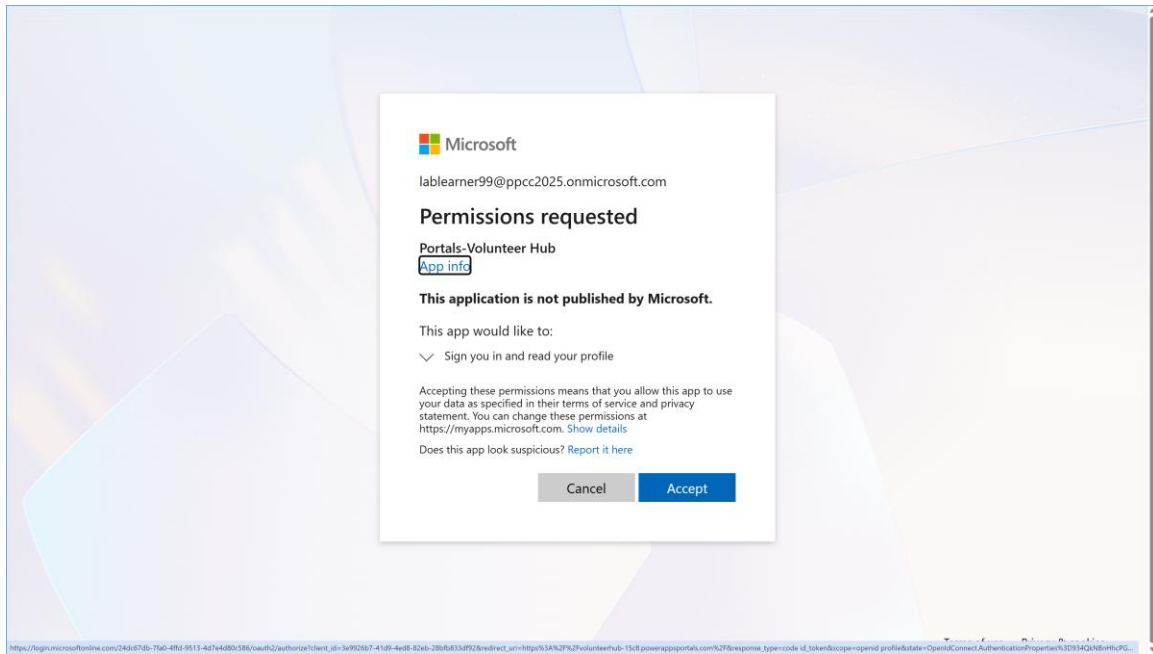 Microsoft
lablearner99@ppcc2025.onmicrosoft.com
Permissions requested
Portals-Volunteer Hub
App info
This application is not published by Microsoft.
This app would like to:
Sign you in and read your profile
Accepting these permissions means that you allow this app to use
your data as specified in their terms of service and privacy
statement. You can change these permissions at
https://myapps.microsoft.com. Show details
Does this app look suspicious? Report it here
Cancel Accept